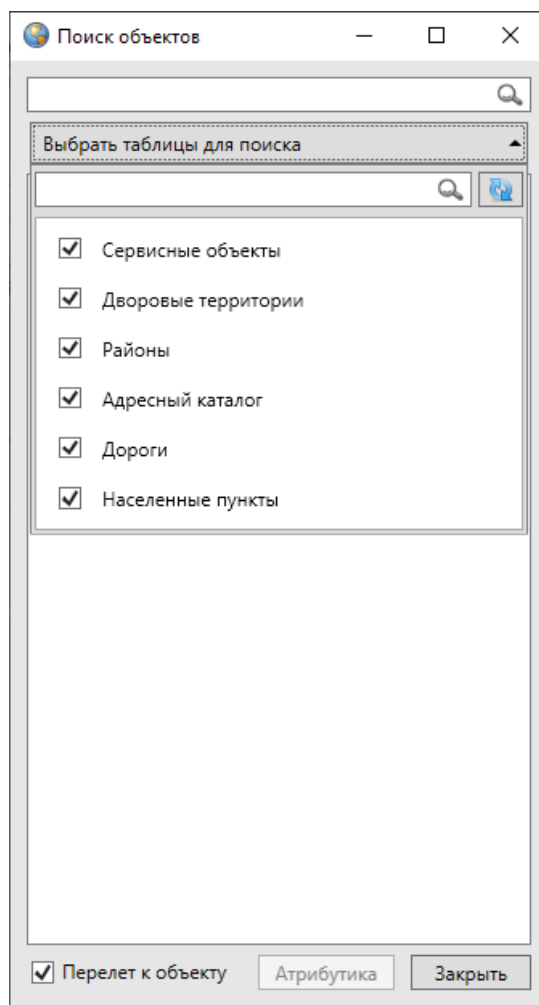 Поиск объектов
Выбрать таблицы для поиска
Сервисные объекты
Дворовые территории
Районы
Адресный каталог
Дороги
Населенные пункты
Перелет к объекту Атрибутика Закрыть